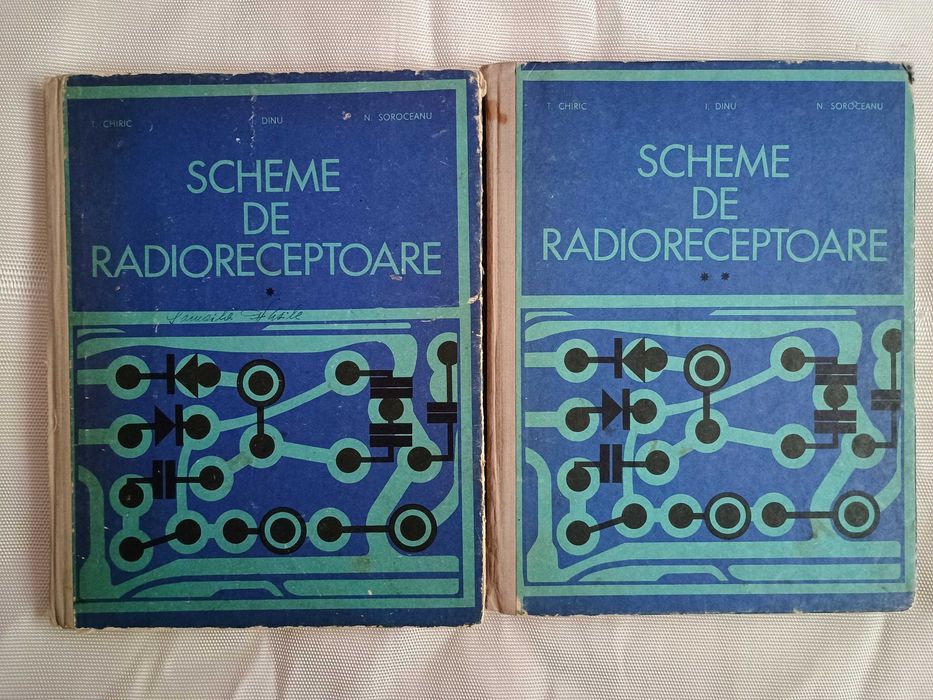 T. CHIRIC I. DINU N. SOROCEANU
SCHEME
DE
RADIORECEPTOARE
*
T. CHIRIC I. DINU N. SOROCEANU
SCHEME
DE
RADIORECEPTOARE
* *